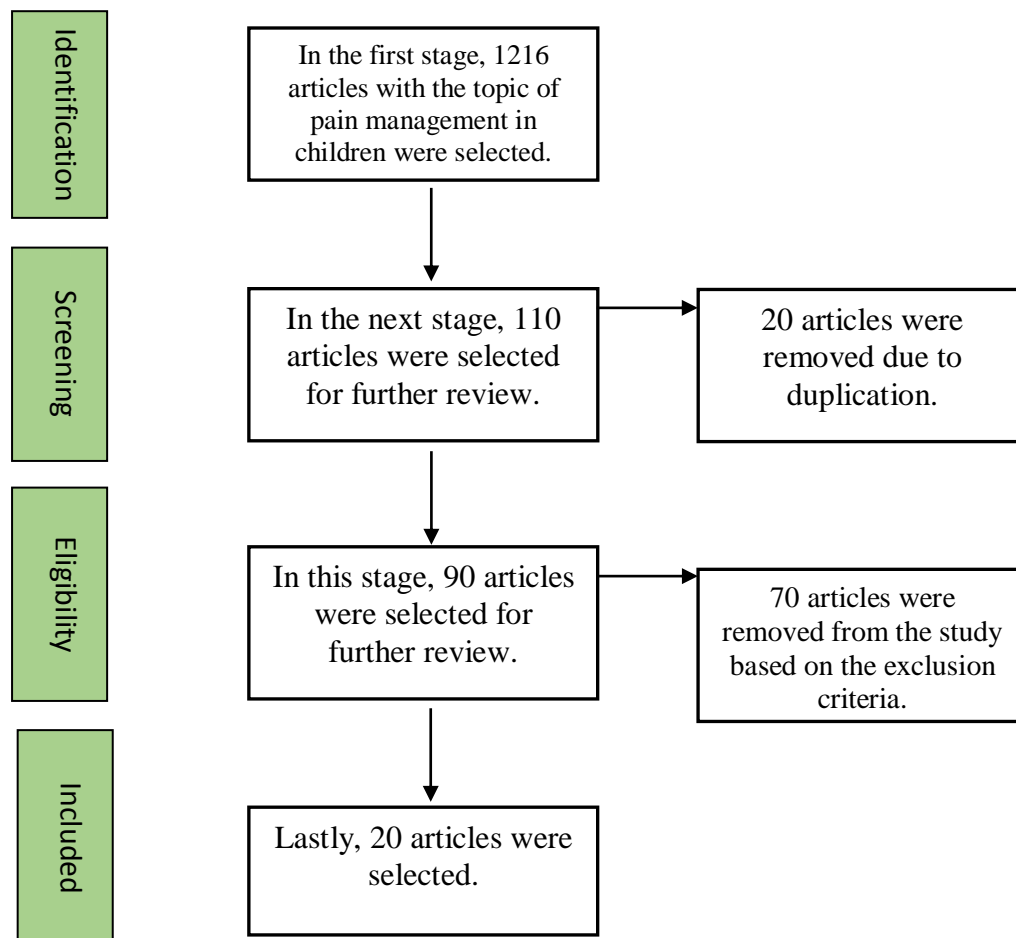 Identification
In the first stage, 1216
articles with the topic of
pain management in
children were selected.
Screening
In the next stage, 110
articles were selected
for further review.
20 articles were
removed due to
duplication.
Eligibility
In this stage, 90 articles
were selected for
further review.
70 articles were
removed from the study
based on the exclusion
criteria.
Included
Lastly, 20 articles were
selected.